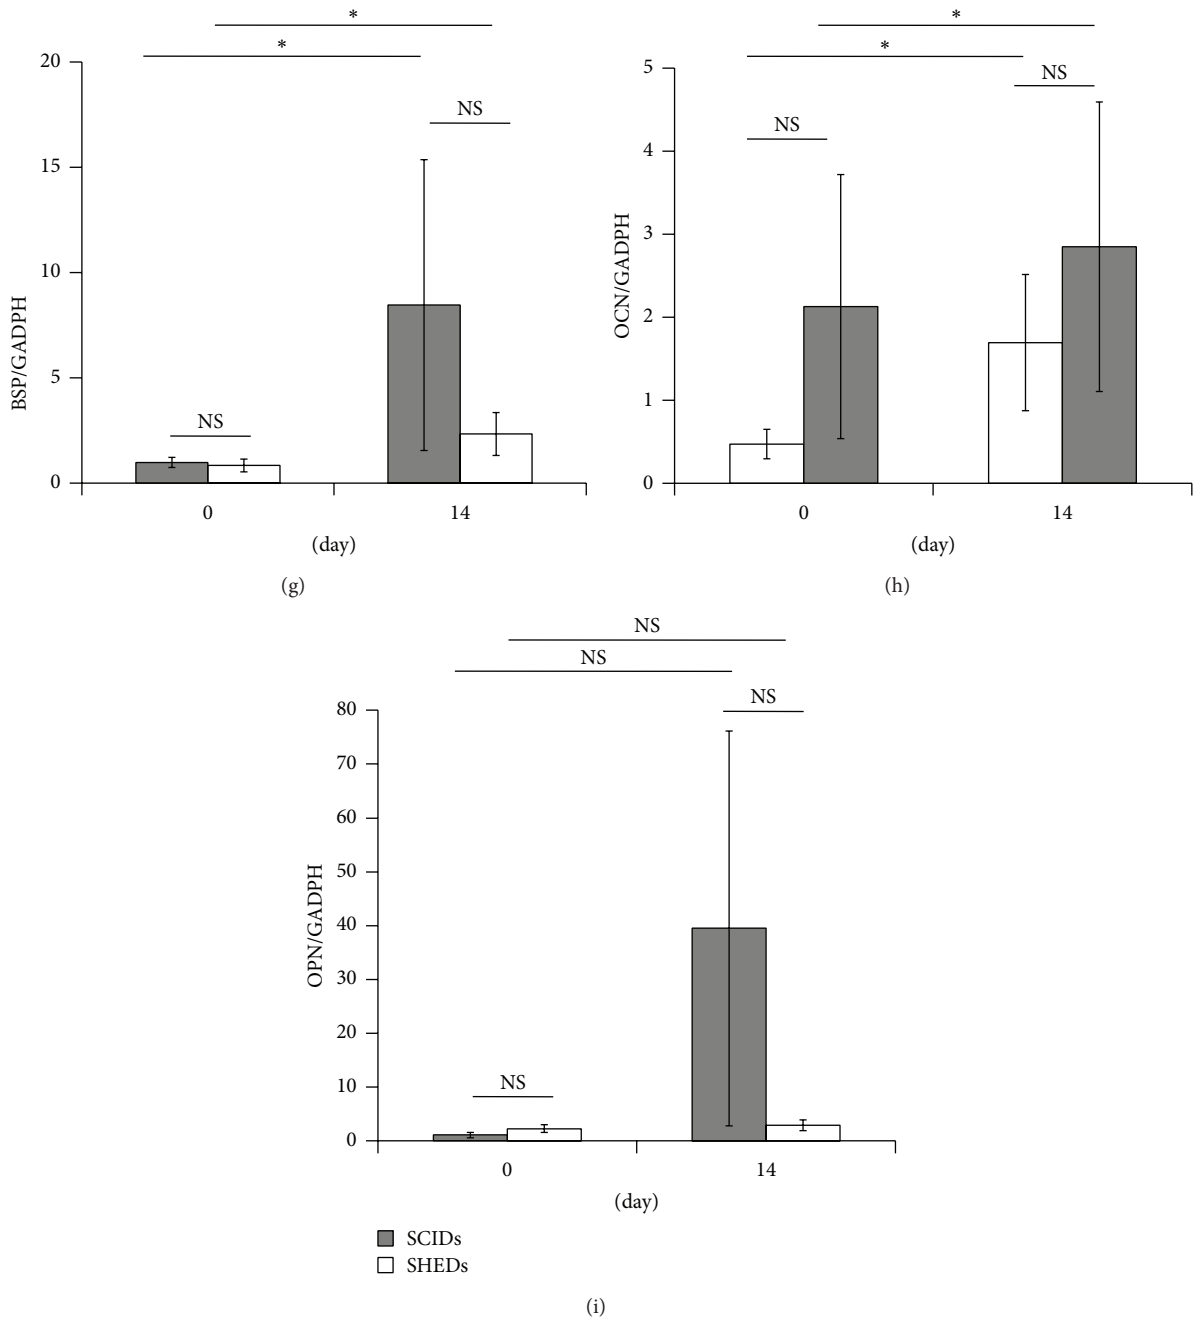 *
*
20
15
10
5
0
BSP/GADPH
NS
NS
0 14
(day)
(g)
*
*
5
4
3
2
1
0
OCN/GADPH
NS
NS
0 14
(day)
(h)
NS
NS
NS
80
70
60
50
40
30
20
10
0
OPN/GADPH
NS
0 14
(day)
SCIDs
SHEDs
(i)